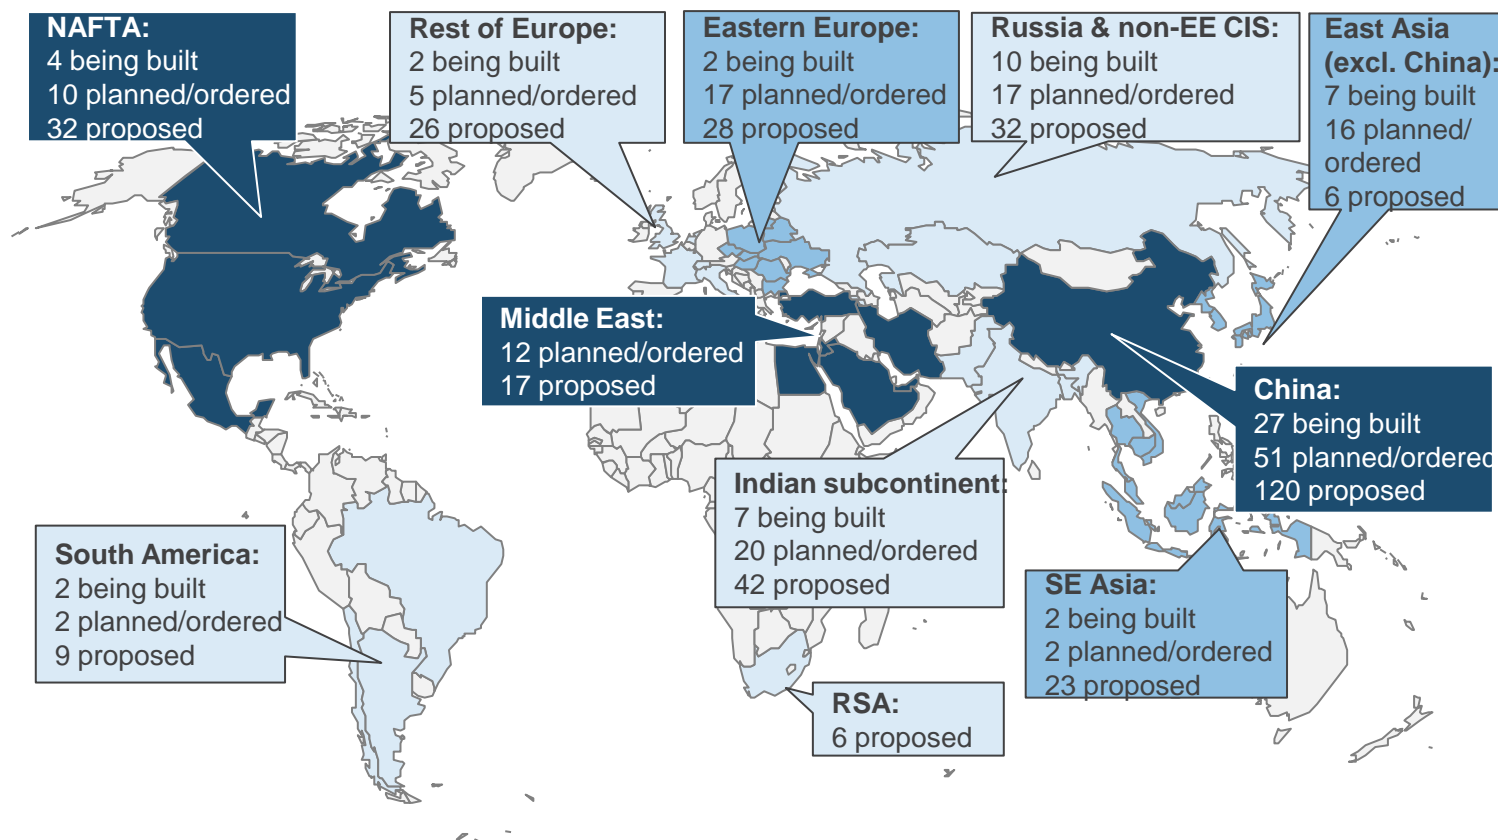 NAFTA:
4 being built
10 planned/ordered
32 proposed
Rest of Europe:
2 being built
5 planned/ordered
26 proposed
Eastern Europe:
2 being built
17 planned/ordered
28 proposed
Russia & non-EE CIS:
10 being built
17 planned/ordered
32 proposed
East Asia
(excl. China):
7 being built
16 planned/
ordered
6 proposed
Middle East:
12 planned/ordered
17 proposed
China:
27 being built
51 planned/ordered
120 proposed
Indian subcontinent:
7 being built
20 planned/ordered
42 proposed
South America:
2 being built
2 planned/ordered
9 proposed
SE Asia:
2 being built
2 planned/ordered
23 proposed
RSA:
6 proposed